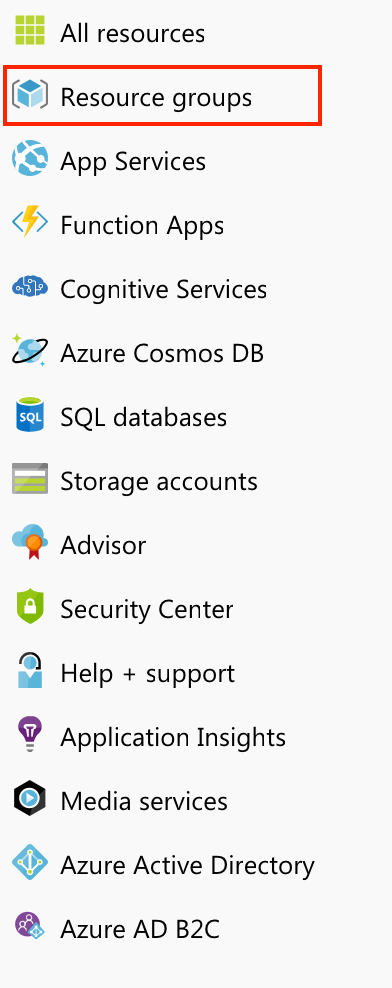 All resources
Resource groups
App Services
Function Apps
Cognitive Services
Azure Cosmos DB
SQL
SQL databases
Storage accounts
Advisor
Security Center
Help + support
Application Insights
Media services
Azure Active Directory
Azure AD B2C